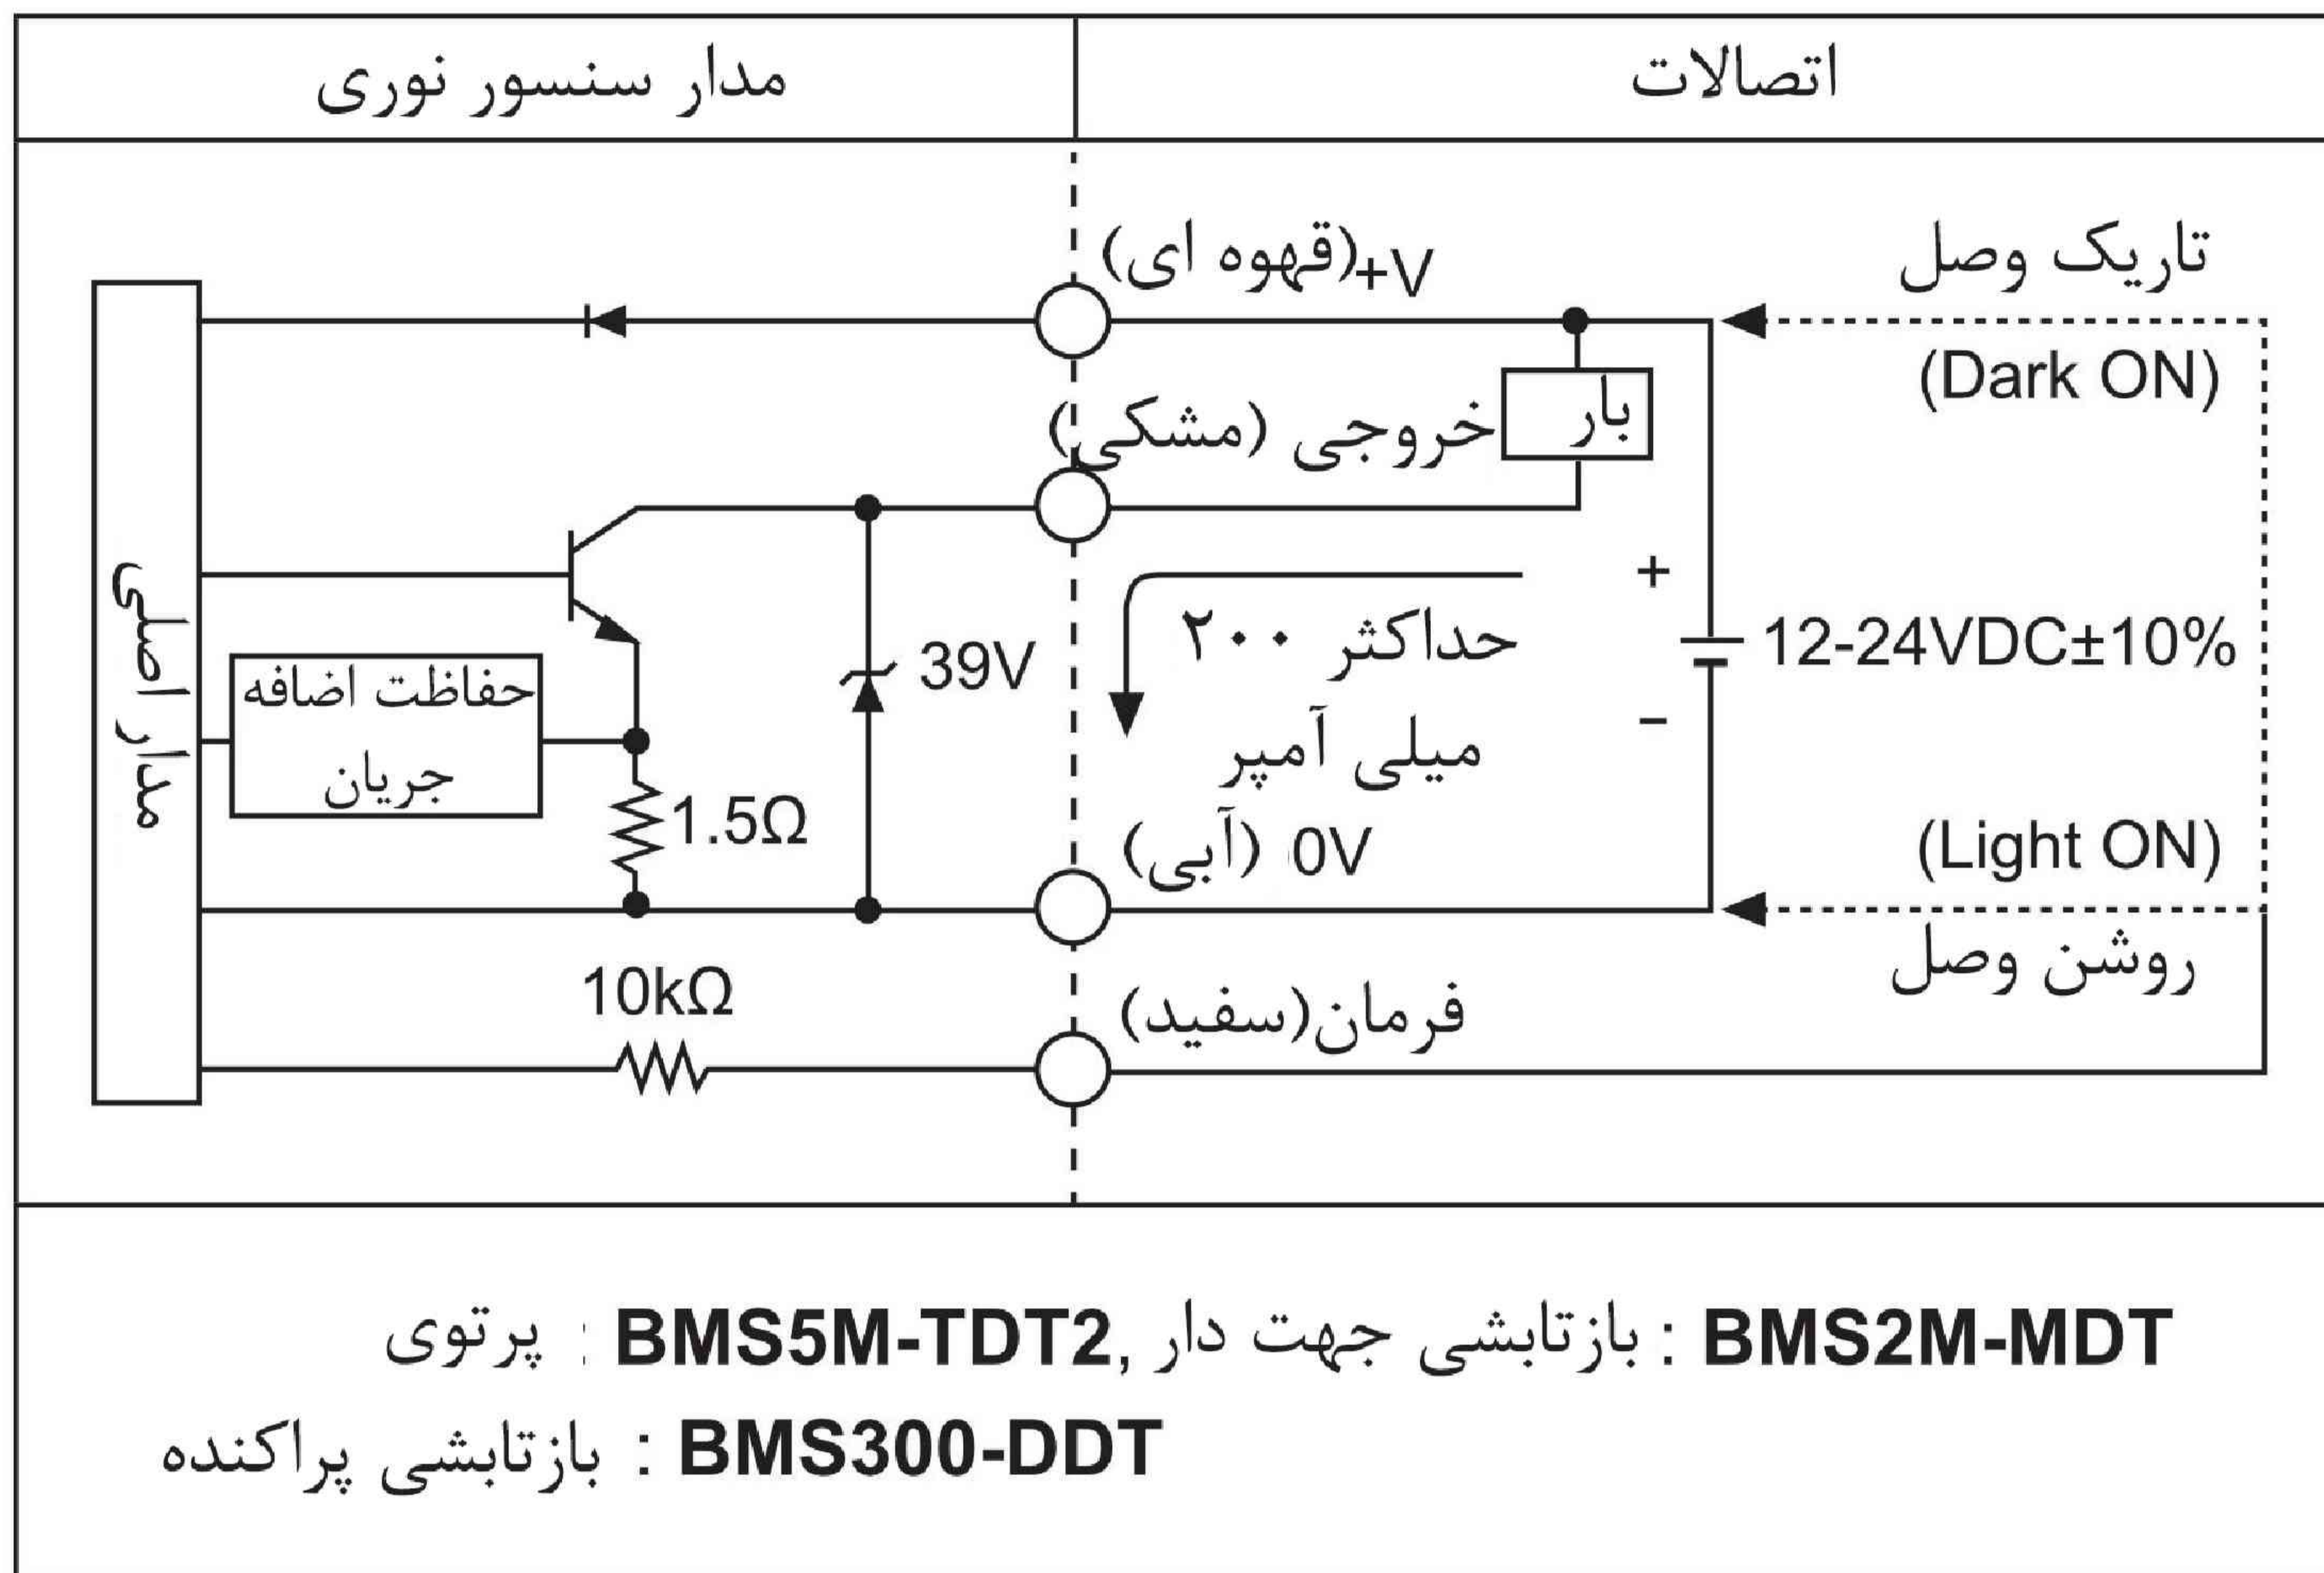 اتصالات
مدار سنسور نوری
+V(قهوه ای)
تاریک وصل
(Dark ON)
بار
خروجی (مشکی)
حداکثر ۲۰۰
میلی آمپر
+
12-24VDC±10%
−
39V
مدار اصلی
حفاظت اضافه
جریان
1.5Ω
0V (آبی)
(Light ON)
روشن وصل
10kΩ
فرمان(سفید)
BMS2M-MDT : بازتابشی جهت دار ,BMS5M-TDT2 : پرتوی
BMS300-DDT : بازتابشی پراکنده